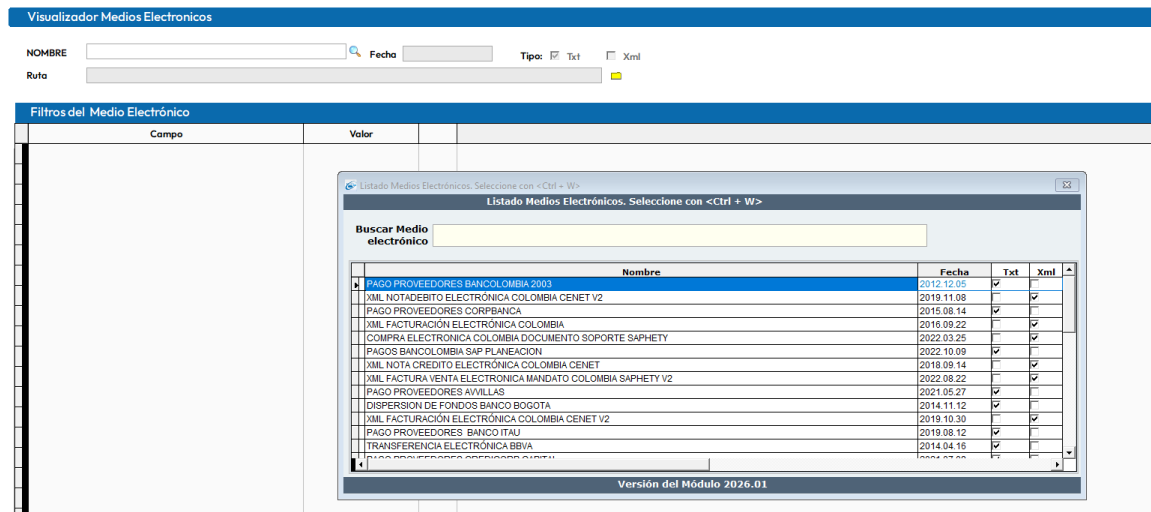 Visualizador Medios Electronicos
NOMBRE Fecha Tipo: Txt Xml
Ruta
Filtros del Medio Electrónico
Campo Valor
Listado Medios Electrónicos. Seleccione con <Ctrl + W>
Listado Medios Electrónicos. Seleccione con <Ctrl + W>
Buscar Medio
electrónico
Nombre Fecha Txt Xml
PAGO PROVEEDORES BANCOLOMBIA 2003 2012.12.05
XML NOTADEBITO ELECTRÓNICA COLOMBIA CENET V2 2019.11.08
PAGO PROVEEDORES CORPBANCA 2015.08.14
XML FACTURACIÓN ELECTRÓNICA COLOMBIA 2016.09.22
COMPRA ELECTRONICA COLOMBIA DOCUMENTO SOPORTE SAPHETY 2022.03.25
PAGOS BANCOLOMBIA SAP PLANEACION 2022.10.09
XML NOTA CREDITO ELECTRÓNICA COLOMBIA CENET 2018.09.14
XML FACTURA VENTA ELECTRONICA MANDATO COLOMBIA SAPHETY V2 2022.08.22
PAGO PROVEEDORES AVVILLAS 2021.05.27
DISPERSION DE FONDOS BANCO BOGOTA 2014.11.12
XML FACTURACIÓN ELECTRÓNICA COLOMBIA CENET V2 2019.10.30
PAGO PROVEEDORES BANCO ITAU 2019.08.12
TRANSFERENCIA ELECTRÓNICA BBVA 2014.04.16
PAGO PROVEEDORES CREDICORP CAPITAL
Versión del Módulo 2026.01